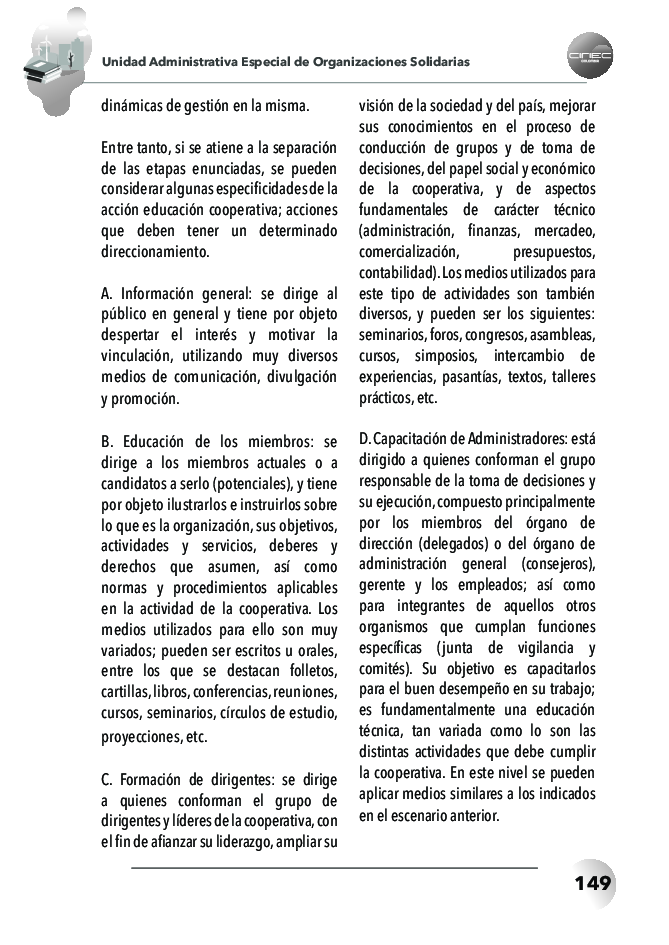 Unidad Administrativa Especial de Organizaciones Solidarias
CINEC
COLOMBIA
dinámicas de gestión en la misma.
Entre tanto, si se atiene a la separación
de las etapas enunciadas, se pueden
considerar algunas especificidades de la
acción educación cooperativa; acciones
que deben tener un determinado
direccionamiento.
A. Información general: se dirige al
público en general y tiene por objeto
despertar el interés y motivar la
vinculación, utilizando muy diversos
medios de comunicación, divulgación
y promoción.
B. Educación de los miembros: se
dirige a los miembros actuales o a
candidatos a serlo (potenciales), y tiene
por objeto ilustrarlos e instruirlos sobre
lo que es la organización, sus objetivos,
actividades y servicios, deberes y
derechos que asumen, así como
normas y procedimientos aplicables
en la actividad de la cooperativa. Los
medios utilizados para ello son muy
variados; pueden ser escritos u orales,
entre los que se destacan folletos,
cartillas, libros, conferencias, reuniones,
cursos, seminarios, círculos de estudio,
proyecciones, etc.
C. Formación de dirigentes: se dirige
a quienes conforman el grupo de
dirigentes y líderes de la cooperativa, con
el fin de afianzar su liderazgo, ampliar su
visión de la sociedad y del país, mejorar
sus conocimientos en el proceso de
conducción de grupos y de toma de
decisiones, del papel social y económico
de la cooperativa, y de aspectos
fundamentales de carácter técnico
(administración, finanzas, mercadeo,
comercialización, presupuestos,
contabilidad). Los medios utilizados para
este tipo de actividades son también
diversos, y pueden ser los siguientes:
seminarios, foros, congresos, asambleas,
cursos, simposios, intercambio de
experiencias, pasantías, textos, talleres
prácticos, etc.
D. Capacitación de Administradores: está
dirigido a quienes conforman el grupo
responsable de la toma de decisiones y
su ejecución, compuesto principalmente
por los miembros del órgano de
dirección (delegados) o del órgano de
administración general (consejeros),
gerente y los empleados; así como
para integrantes de aquellos otros
organismos que cumplan funciones
específicas (junta de vigilancia y
comités). Su objetivo es capacitarlos
para el buen desempeño en su trabajo;
es fundamentalmente una educación
técnica, tan variada como lo son las
distintas actividades que debe cumplir
la cooperativa. En este nivel se pueden
aplicar medios similares a los indicados
en el escenario anterior.
149